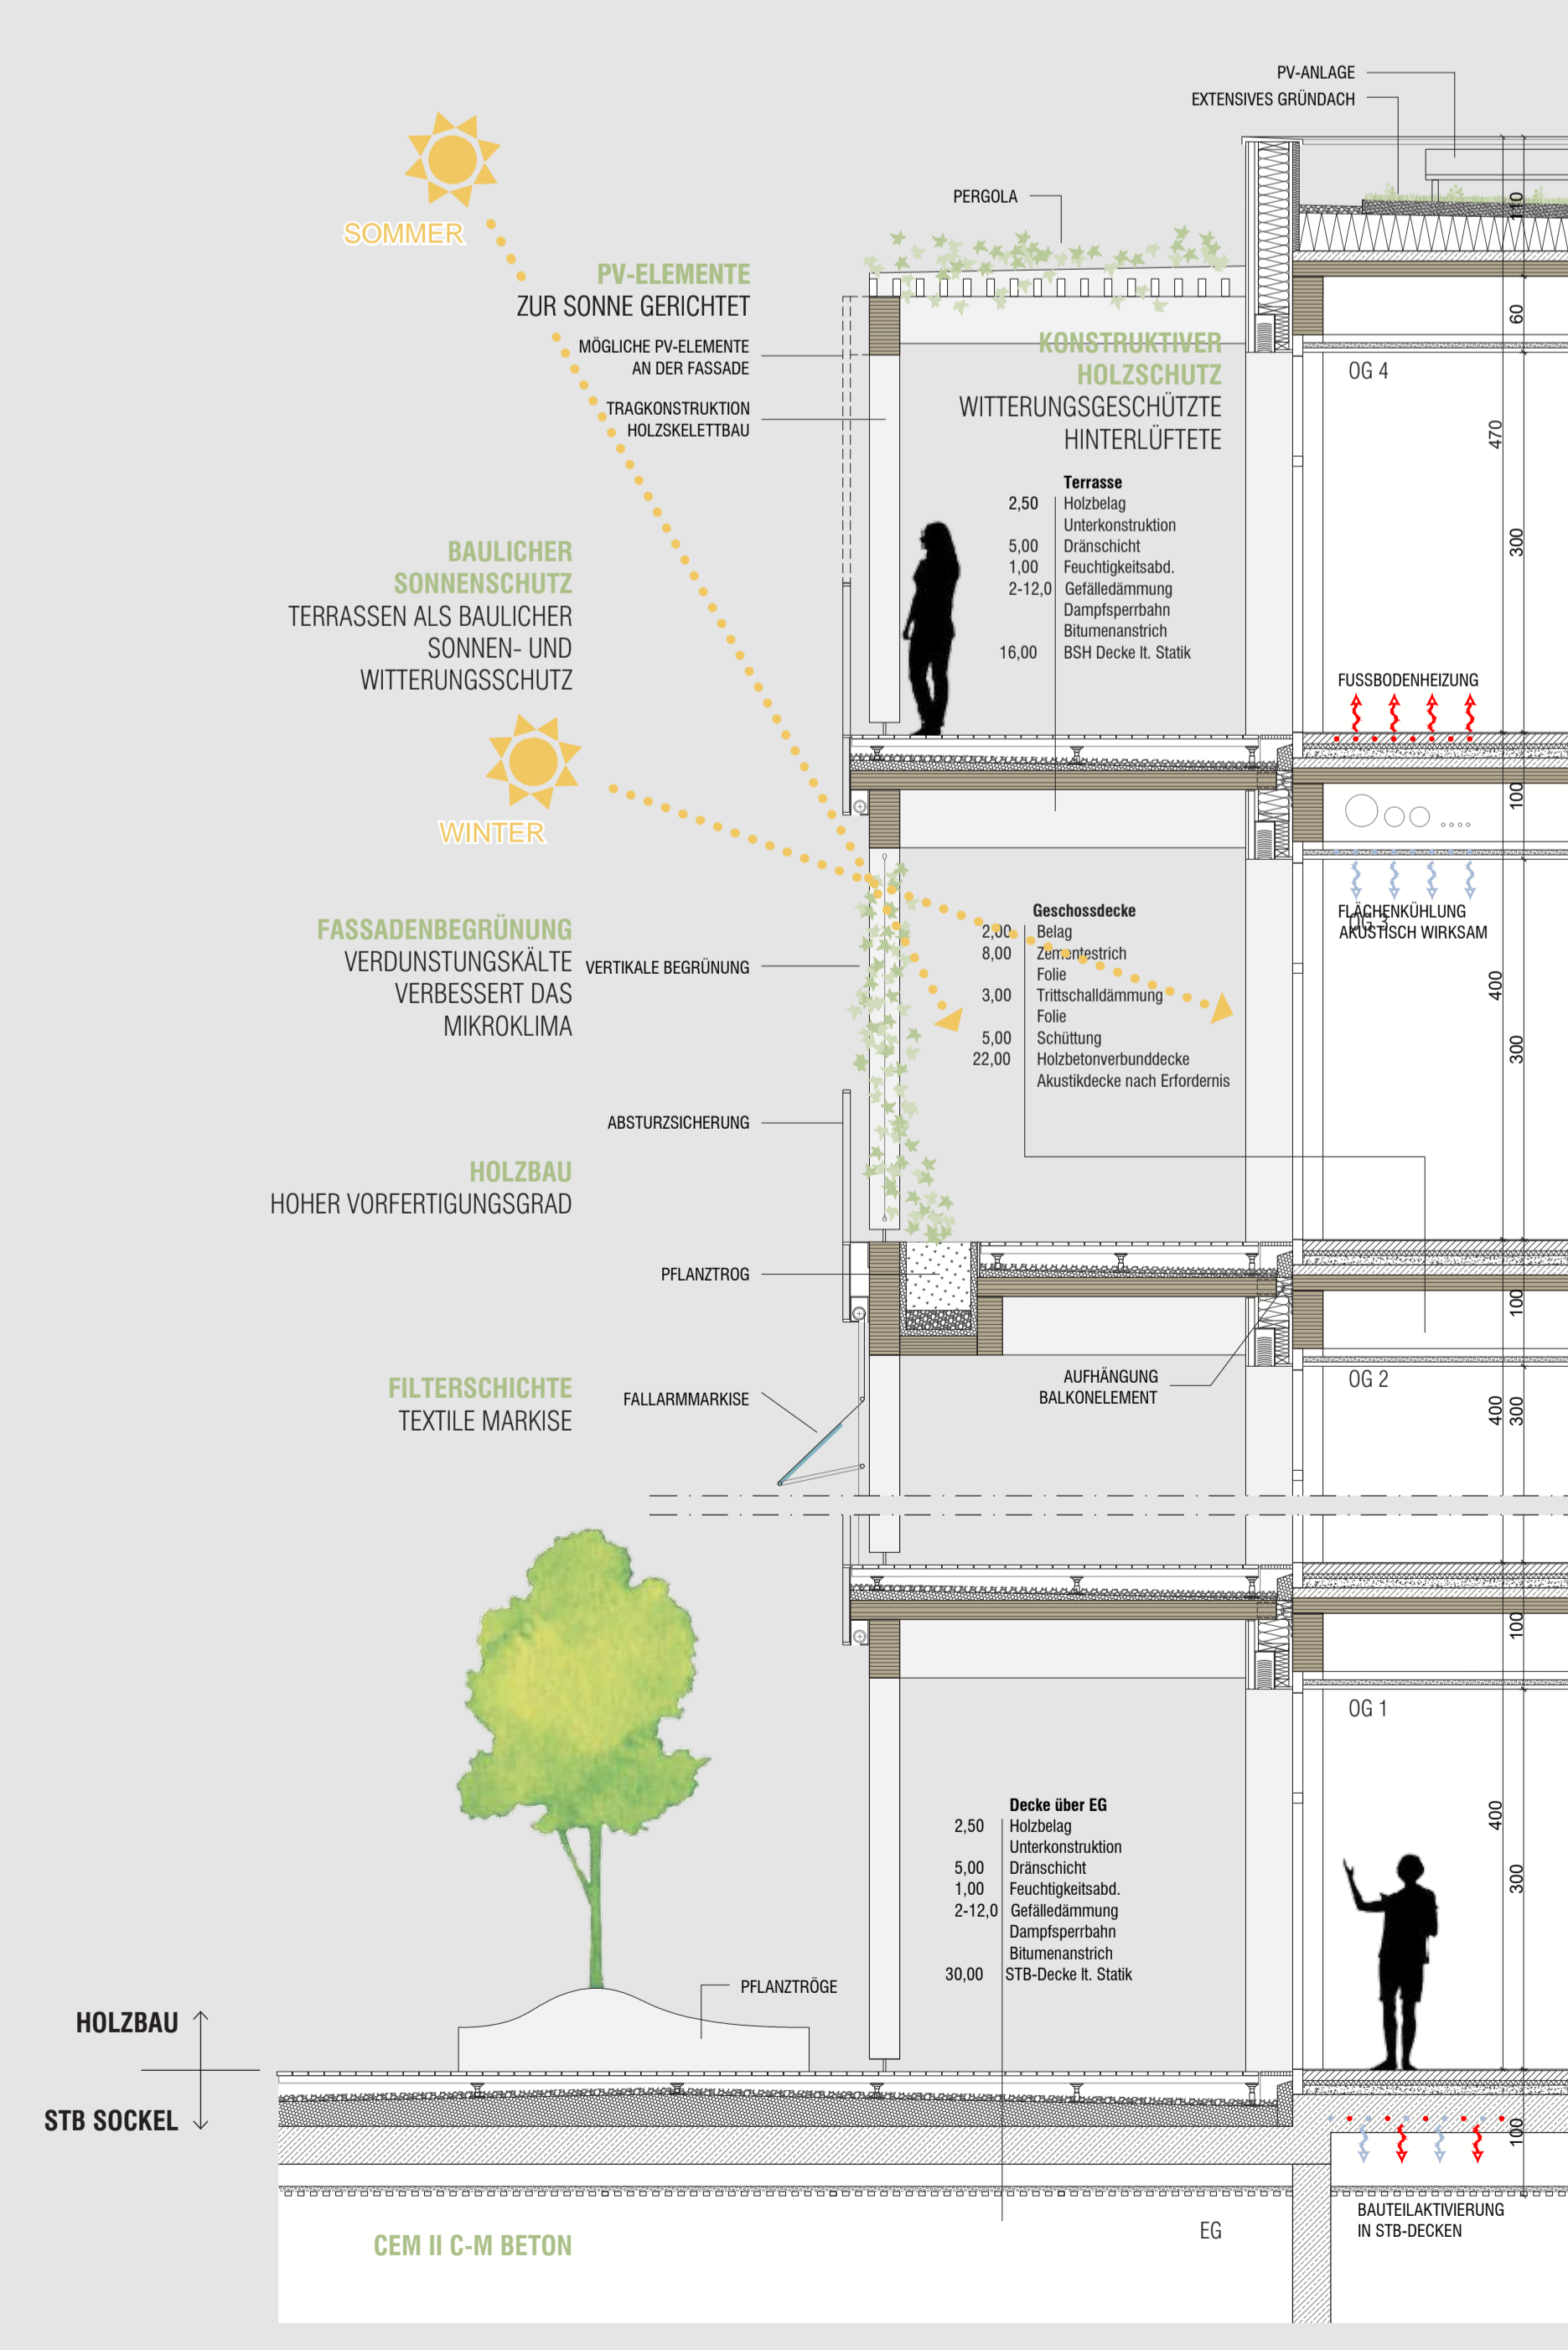 PV-ANLAGE
EXTENSIVES GRÜNDACH
PERGOLA
SOMMER
PV-ELEMENTE
ZUR SONNE GERICHTET
MÖGLICHE PV-ELEMENTE
AN DER FASSADE
TRAGKONSTRUKTION
HOLZSKELETTBAU
KONSTRUKTIVER
HOLZSCHUTZ
WITTERUNGSGESCHÜTZTE
HINTERLÜFTETE
110
60
OG 4
470
300
Terrasse
2,50 Holzbelag
Unterkonstruktion
5,00 Dränschicht
1,00 Feuchtigkeitsabd.
2-12,0 Gefälledämmung
Dampfsperrbahn
Bitumenanstrich
16,00 BSH Decke lt. Statik
BAULICHER
SONNENSCHUTZ
TERRASSEN ALS BAULICHER
SONNEN- UND
WITTERUNGSSCHUTZ
FUSSBODENHEIZUNG
WINTER
100
FLÄCHENKÜHLUNG
OG 3
AKUSTISCH WIRKSAM
Geschossdecke
2,00 Belag
8,00 Zementestrich
Folie
3,00 Trittschalldämmung
Folie
5,00 Schüttung
22,00 Holzbetonverbunddecke
Akustikdecke nach Erfordernis
400
300
FASSADENBEGRÜNUNG
VERDUNSTUNGSKÄLTE
VERBESSERT DAS
MIKROKLIMA
VERTIKALE BEGRÜNUNG
ABSTURZSICHERUNG
HOLZBAU
HOHER VORFERTIGUNGSGRAD
PFLANZTROG
100
AUFHÄNGUNG
BALKONELEMENT
OG 2
400
300
FILTERSCHICHTE
TEXTILE MARKISE
FALLARMMARKISE
100
OG 1
400
300
Decke über EG
2,50 Holzbelag
Unterkonstruktion
5,00 Dränschicht
1,00 Feuchtigkeitsabd.
2-12,0 Gefälledämmung
Dampfsperrbahn
Bitumenanstrich
30,00 STB-Decke lt. Statik
PFLANZTRÖGE
HOLZBAU
STB SOCKEL
100
BAUTEILAKTIVIERUNG
IN STB-DECKEN
EG
CEM II C-M BETON